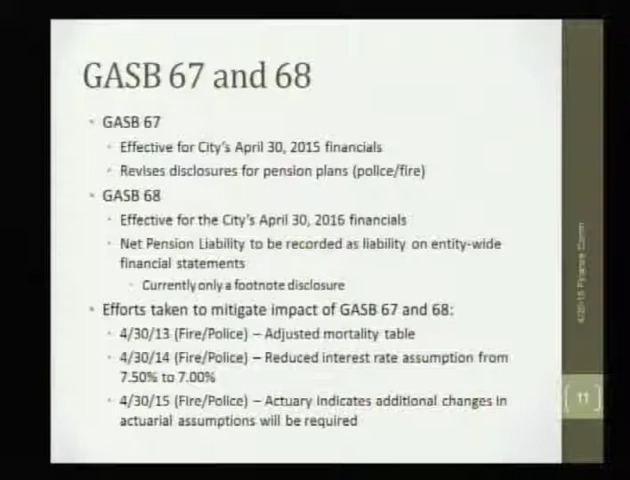 GASB 67 and 68
GASB 67
Effective for City's April 30, 2015 financials
Revises disclosures for pension plans (police/fire)
GASB 68
Effective for the City's April 30, 2016 financials
Net Pension Liability to be recorded as liability on entity-wide
financial statements
Currently only a footnote disclosure
Efforts taken to mitigate impact of GASB 67 and 68:
4/30/13 (Fire/Police) – Adjusted mortality table
4/30/14 (Fire/Police) – Reduced interest rate assumption from
7.50% to 7.00%
4/30/15 (Fire/Police) – Actuary indicates additional changes in
actuarial assumptions will be required
Finance Comm
11